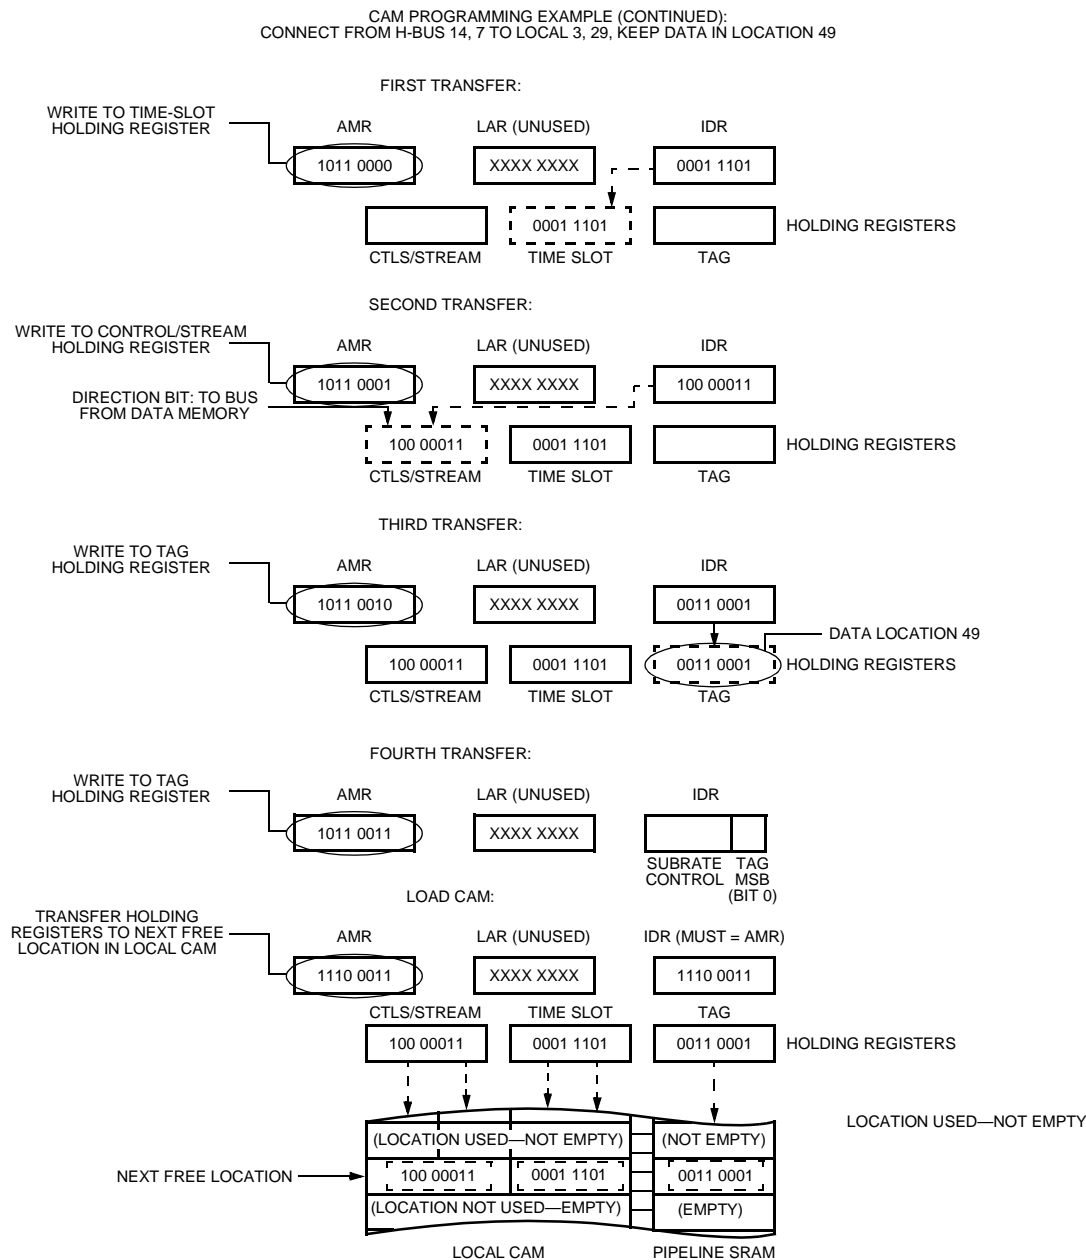 CAM PROGRAMMING EXAMPLE (CONTINUED):
CONNECT FROM H-BUS 14, 7 TO LOCAL 3, 29, KEEP DATA IN LOCATION 49
FIRST TRANSFER:
WRITE TO TIME-SLOT
HOLDING REGISTER
AMR
LAR (UNUSED)
IDR
1011 0000
XXXX XXXX
0001 1101
0001 1101
HOLDING REGISTERS
CTLS/STREAM
TIME SLOT
TAG
SECOND TRANSFER:
WRITE TO CONTROL/STREAM
HOLDING REGISTER
AMR
LAR (UNUSED)
IDR
1011 0001
XXXX XXXX
100 00011
DIRECTION BIT: TO BUS
FROM DATA MEMORY
100 00011
0001 1101
HOLDING REGISTERS
CTLS/STREAM
TIME SLOT
TAG
THIRD TRANSFER:
WRITE TO TAG
HOLDING REGISTER
AMR
LAR (UNUSED)
IDR
1011 0010
XXXX XXXX
0011 0001
DATA LOCATION 49
100 00011
0001 1101
0011 0001
HOLDING REGISTERS
CTLS/STREAM
TIME SLOT
TAG
FOURTH TRANSFER:
WRITE TO TAG
HOLDING REGISTER
AMR
LAR (UNUSED)
IDR
1011 0011
XXXX XXXX
SUBRATE
CONTROL
TAG
MSB
(BIT 0)
LOAD CAM:
TRANSFER HOLDING
REGISTERS TO NEXT FREE
LOCATION IN LOCAL CAM
AMR
LAR (UNUSED)
IDR (MUST = AMR)
1110 0011
XXXX XXXX
1110 0011
CTLS/STREAM
TIME SLOT
TAG
100 00011
0001 1101
0011 0001
HOLDING REGISTERS
LOCATION USED—NOT EMPTY
(LOCATION USED—NOT EMPTY)
(NOT EMPTY)
NEXT FREE LOCATION
100 00011
0001 1101
0011 0001
(LOCATION NOT USED—EMPTY)
(EMPTY)
LOCAL CAM
PIPELINE SRAM